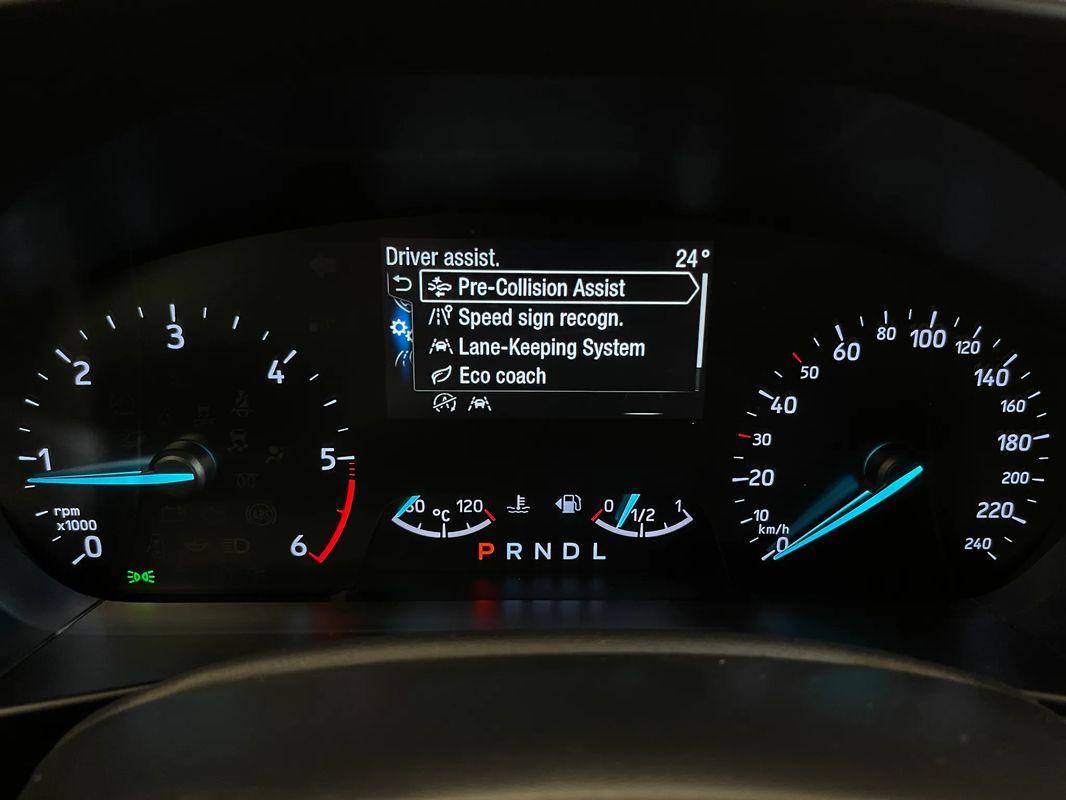 Driver assist. 24°
Pre-Collision Assist
Speed sign recogn.
Lane-Keeping System
Eco coach
0
1
2
3
4
5
6
rpm
x1000
°C 120
0 1/2 1
P R N D L
0
10
20
30
40
50
60
80
100
120
140
160
180
200
220
240
km/h